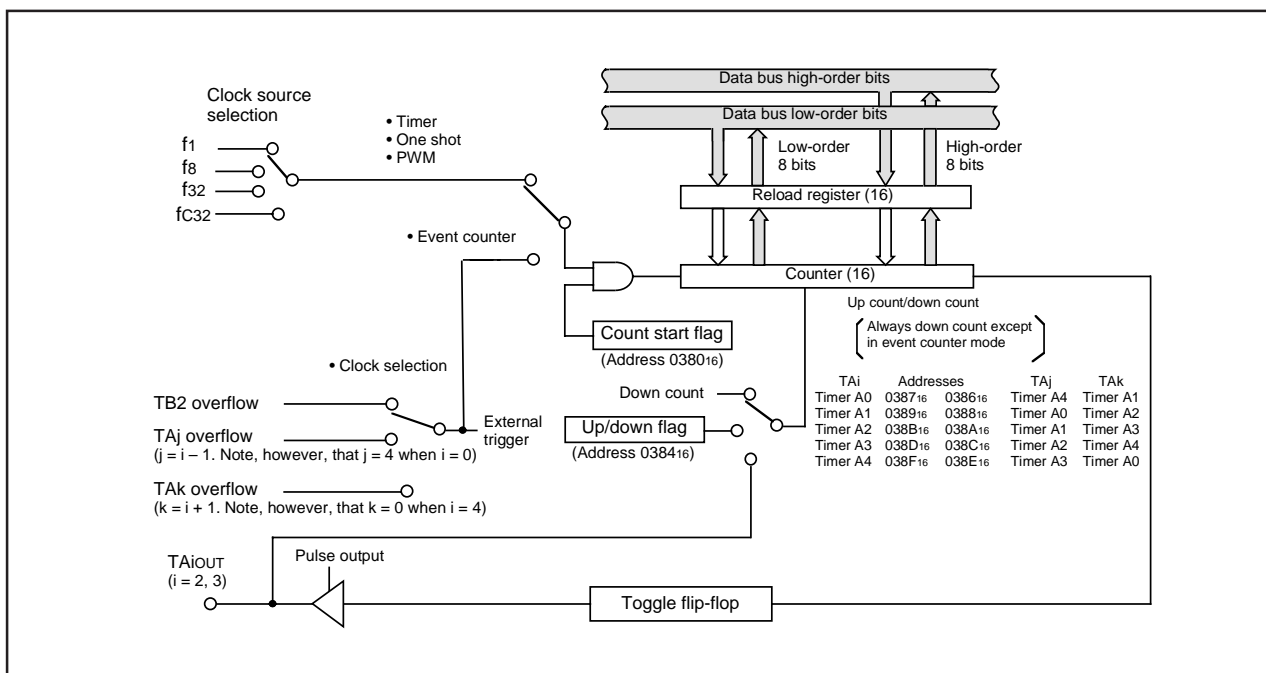 Data bus high-order bits
Data bus low-order bits
Clock source
selection
• Timer
• One shot
• PWM
f1
f8
f32
fC32
Low-order
8 bits
High-order
8 bits
Reload register (16)
• Event counter
Counter (16)
Up count/down count
Always down count except
in event counter mode
Count start flag
(Address 038016)
• Clock selection
TB2 overflow
TAj overflow
(j = i – 1. Note, however, that j = 4 when i = 0)
External
trigger
TAk overflow
(k = i + 1. Note, however, that k = 0 when i = 4)
Down count
Up/down flag
(Address 038416)
TAi Addresses TAj TAk
Timer A0 038716 038616 Timer A4 Timer A1
Timer A1 038916 038816 Timer A0 Timer A2
Timer A2 038B16 038A16 Timer A1 Timer A3
Timer A3 038D16 038C16 Timer A2 Timer A4
Timer A4 038F16 038E16 Timer A3 Timer A0
TAiOUT
(i = 2, 3)
Pulse output
Toggle flip-flop